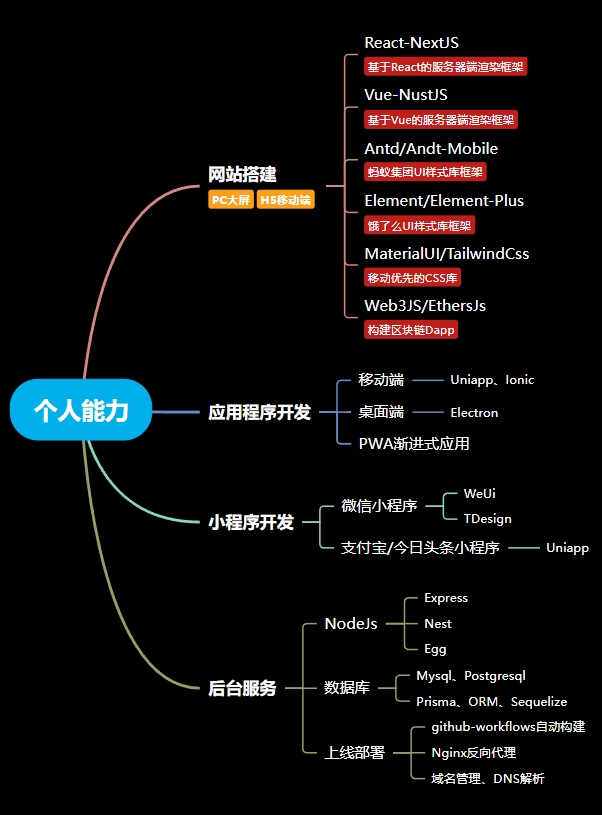 个人能力
网站搭建
PC大屏 H5移动端
React-NextJS
基于React的服务器端渲染框架
Vue-NustJS
基于Vue的服务器端渲染框架
Antd/Andt-Mobile
蚂蚁集团UI样式库框架
Element/Element-Plus
饿了么UI样式库框架
MaterialUI/TailwindCss
移动优先的CSS库
Web3JS/EthersJs
构建区块链Dapp
应用程序开发
移动端
Uniapp、Ionic
桌面端
Electron
PWA渐进式应用
小程序开发
微信小程序
WeUi
TDesign
支付宝/今日头条小程序
Uniapp
后台服务
NodeJs
Express
Nest
Egg
数据库
Mysql、Postgresql
Prisma、ORM、Sequelize
上线部署
github-workflows自动构建
Nginx反向代理
域名管理、DNS解析